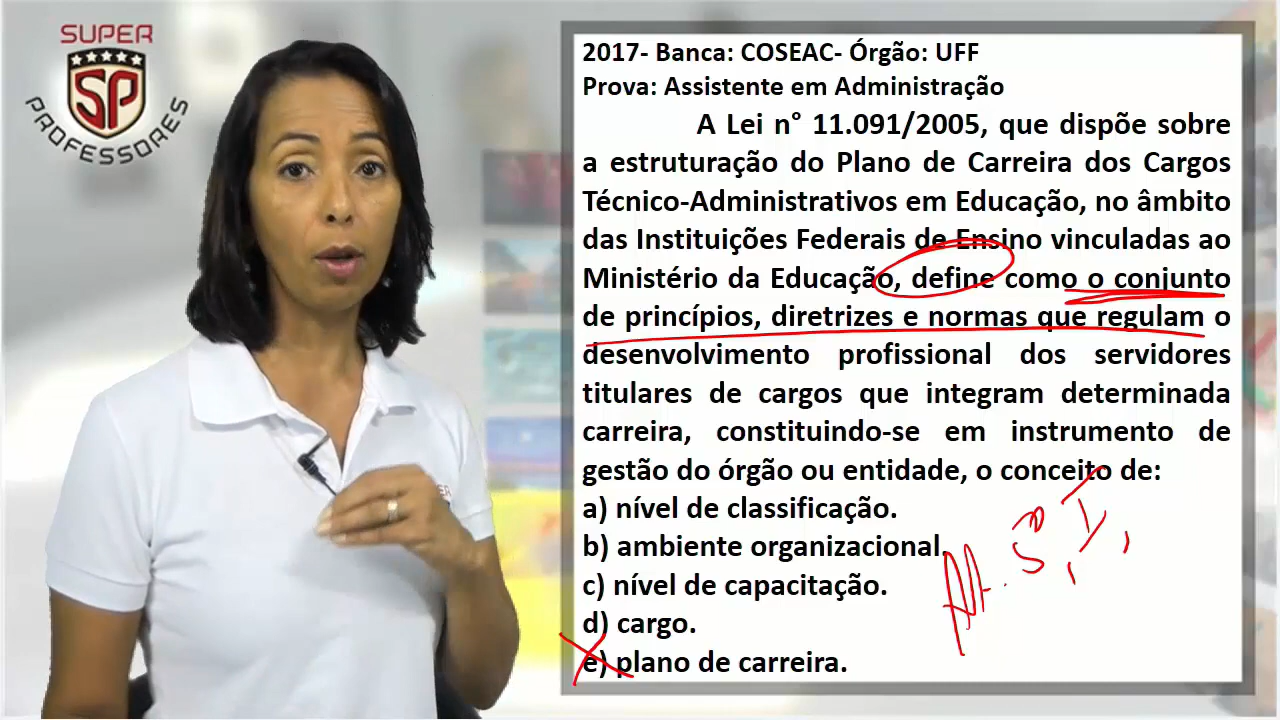 SUPER
SP
PROFESSORES
2017- Banca: COSEAC- Órgão: UFF
Prova: Assistente em Administração
A Lei n° 11.091/2005, que dispõe sobre
a estruturação do Plano de Carreira dos Cargos
Técnico-Administrativos em Educação, no âmbito
das Instituições Federais de Ensino vinculadas ao
Ministério da Educação, define como o conjunto
de princípios, diretrizes e normas que regulam o
desenvolvimento profissional dos servidores
titulares de cargos que integram determinada
carreira, constituindo-se em instrumento de
gestão do órgão ou entidade, o conceito de:
a) nível de classificação.
b) ambiente organizacional.
c) nível de capacitação.
d) cargo.
e) plano de carreira.
Art. 5º, I,